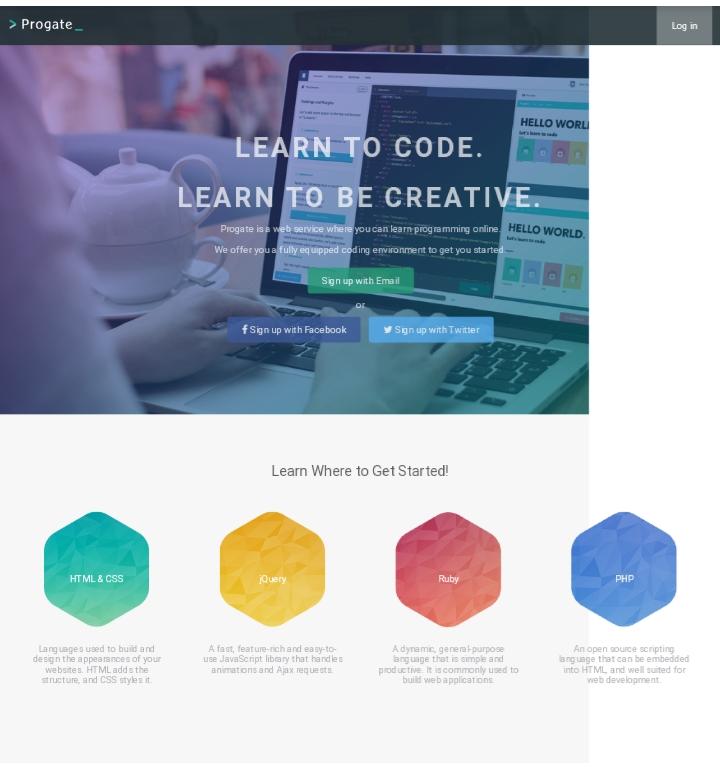 > Progate_
Log in
HELLO WORL
let's learn to code
LEARN TO CODE.
LEARN TO BE CREATIVE.
HELLO WORLD.
Progate is a web service where you can learn programming online.
We offer you a fully equipped coding environment to get you started
Sign up with Email
or
f Sign up with Facebook
Sign up with Twitter
Learn Where to Get Started!
HTML & CSS
jQuery
Ruby
PHP
Languages used to build and
design the appearances of your
websites. HTML adds the
structure, and CSS styles it.
A fast, feature-rich and easy-to-
use JavaScript library that handles
animations and Ajax requests.
A dynamic, general-purpose
language that is simple and
productive. It is commonly used to
build web applications.
An open source scripting
language that can be embedded
into HTML, and well suited for
web development.